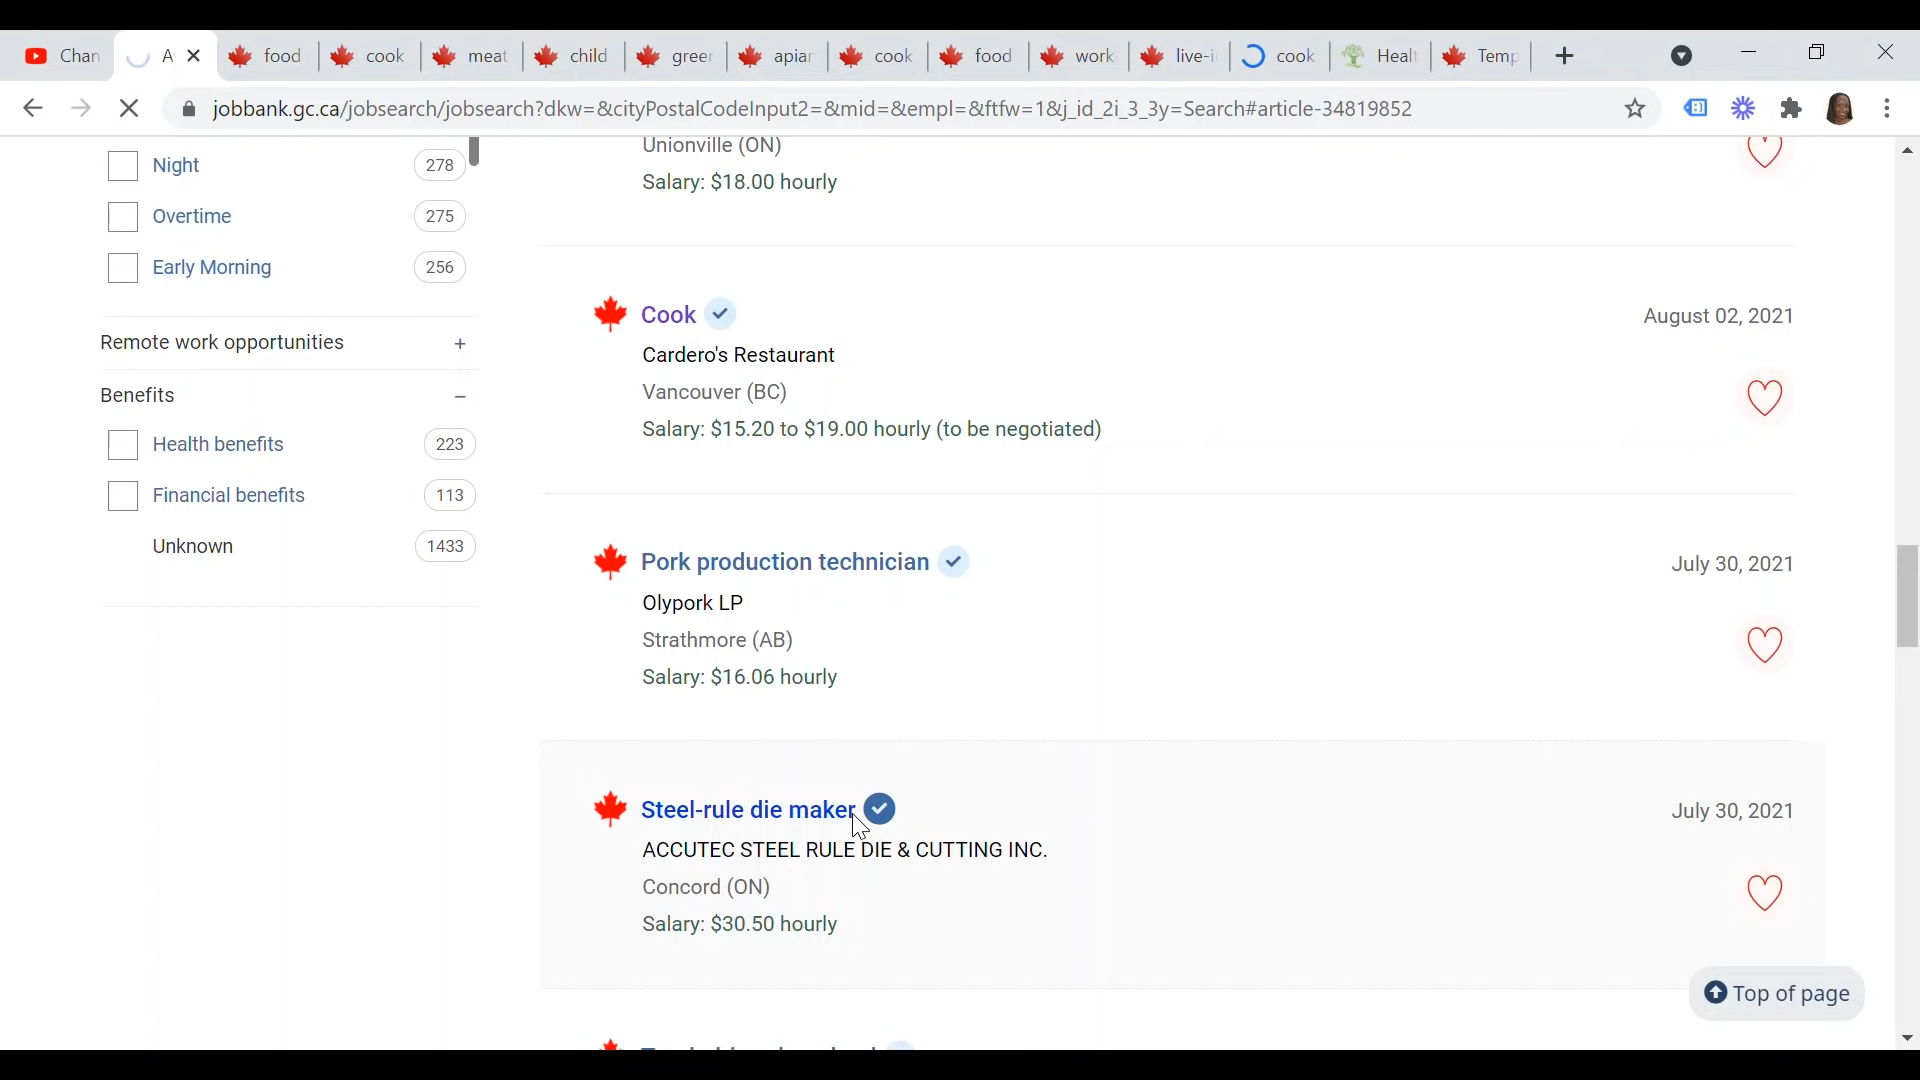 Chan
A
food
cook
meat
child
green
apiar
cook
food
work
live-i
cook
Healt
Temp
jobbank.gc.ca/jobsearch/jobsearch?dkw=&cityPostalCodeInput2=&mid=&empl=&ftfw=1&j_id_2i_3_3y=Search#article-34819852
Night 278
Overtime 275
Early Morning 256
Remote work opportunities +
Benefits −
Health benefits 223
Financial benefits 113
Unknown 1433
Unionville (ON)
Salary: $18.00 hourly
Cook
August 02, 2021
Cardero's Restaurant
Vancouver (BC)
Salary: $15.20 to $19.00 hourly (to be negotiated)
Pork production technician
July 30, 2021
Olypork LP
Strathmore (AB)
Salary: $16.06 hourly
Steel-rule die maker
July 30, 2021
ACCUTEC STEEL RULE DIE & CUTTING INC.
Concord (ON)
Salary: $30.50 hourly
Top of page